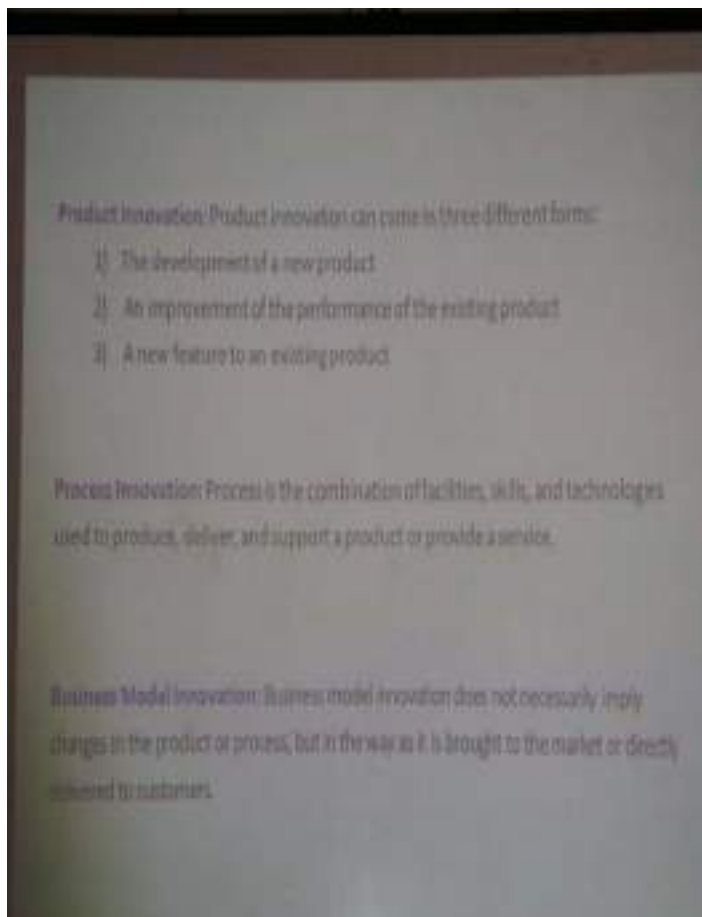 Product Innovation: Product innovation can come in three different forms:
1) The development of a new product
2) An improvement of the performance of the existing product
3) A new feature to an existing product
Process Innovation: Process is the combination of facilities, skills, and technologies
used to produce, deliver, and support a product or provide a service.
Business Model Innovation: Business model innovation does not necessarily imply
changes in the product or process, but in the way as it is brought to the market or directly
to customers.